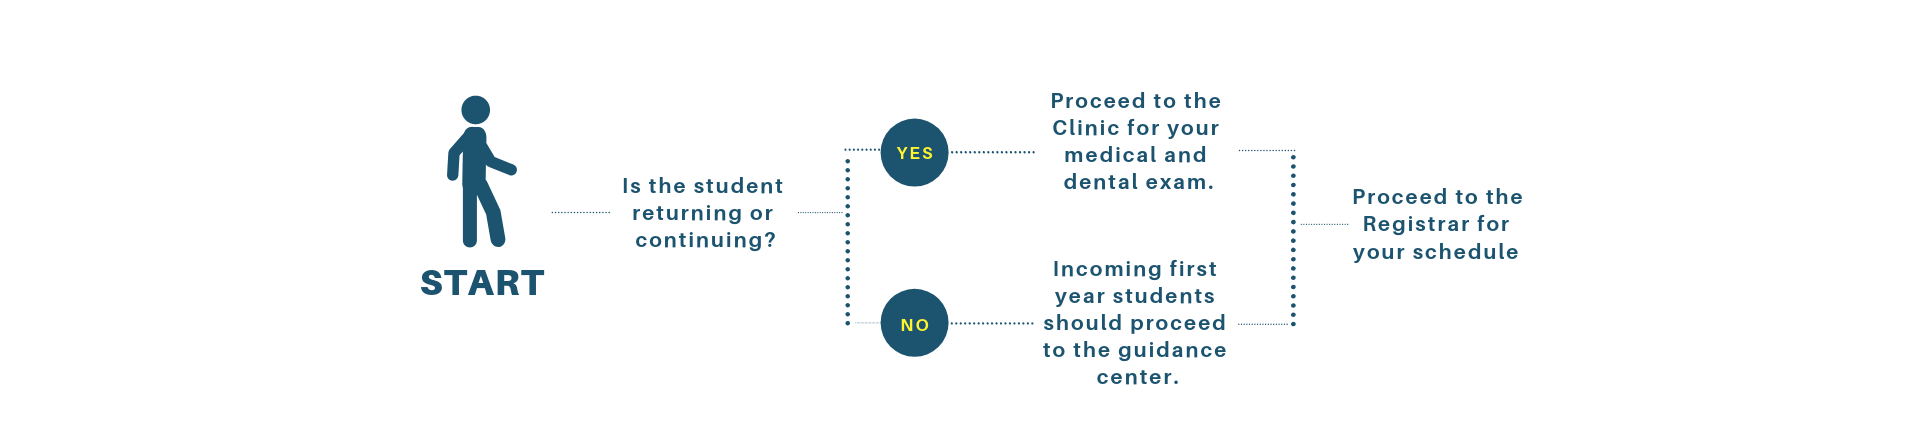 START
Is the student
returning or
continuing?
YES
Proceed to the
Clinic for your
medical and
dental exam.
NO
Incoming first
year students
should proceed
to the guidance
center.
Proceed to the
Registrar for
your schedule